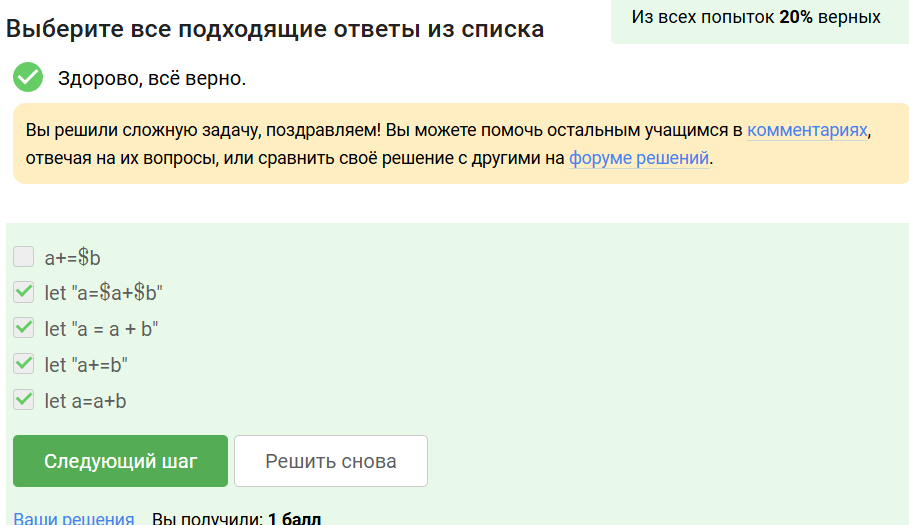 Из всех попыток 20% верных
Выберите все подходящие ответы из списка
Здорово, всё верно.
Вы решили сложную задачу, поздравляем! Вы можете помочь остальным учащимся в комментариях,
отвечая на их вопросы, или сравнить своё решение с другими на форуме решений.
a+=$b
let "a=$a+$b"
let "a = a + b"
let "a+=b"
let a=a+b
Следующий шаг
Решить снова
Ваши решения Вы получили: 1 балл